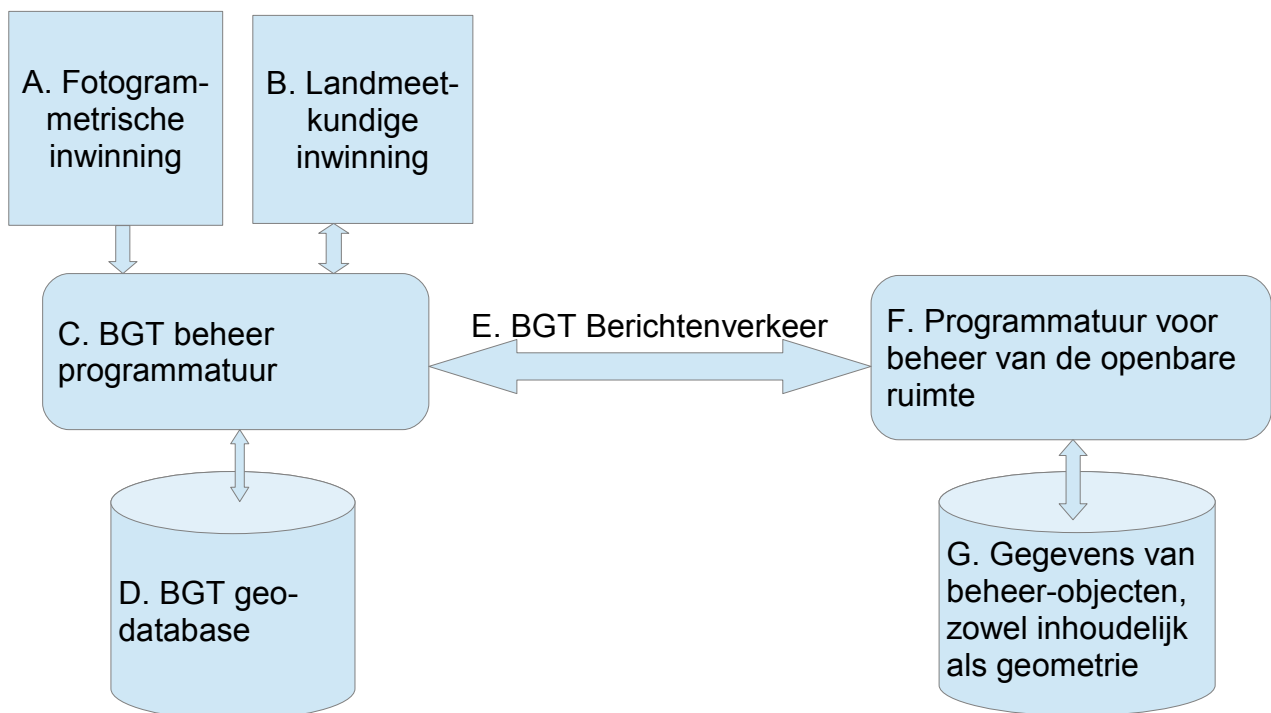 A. Fotogram-
metrische
inwinning
B. Landmeet-
kundige
inwinning
C. BGT beheer
programmatuur
E. BGT Berichtenverkeer
F. Programmatuur voor
beheer van de openbare
ruimte
D. BGT geo-
database
G. Gegevens van
beheer-objecten,
zowel inhoudelijk
als geometrie